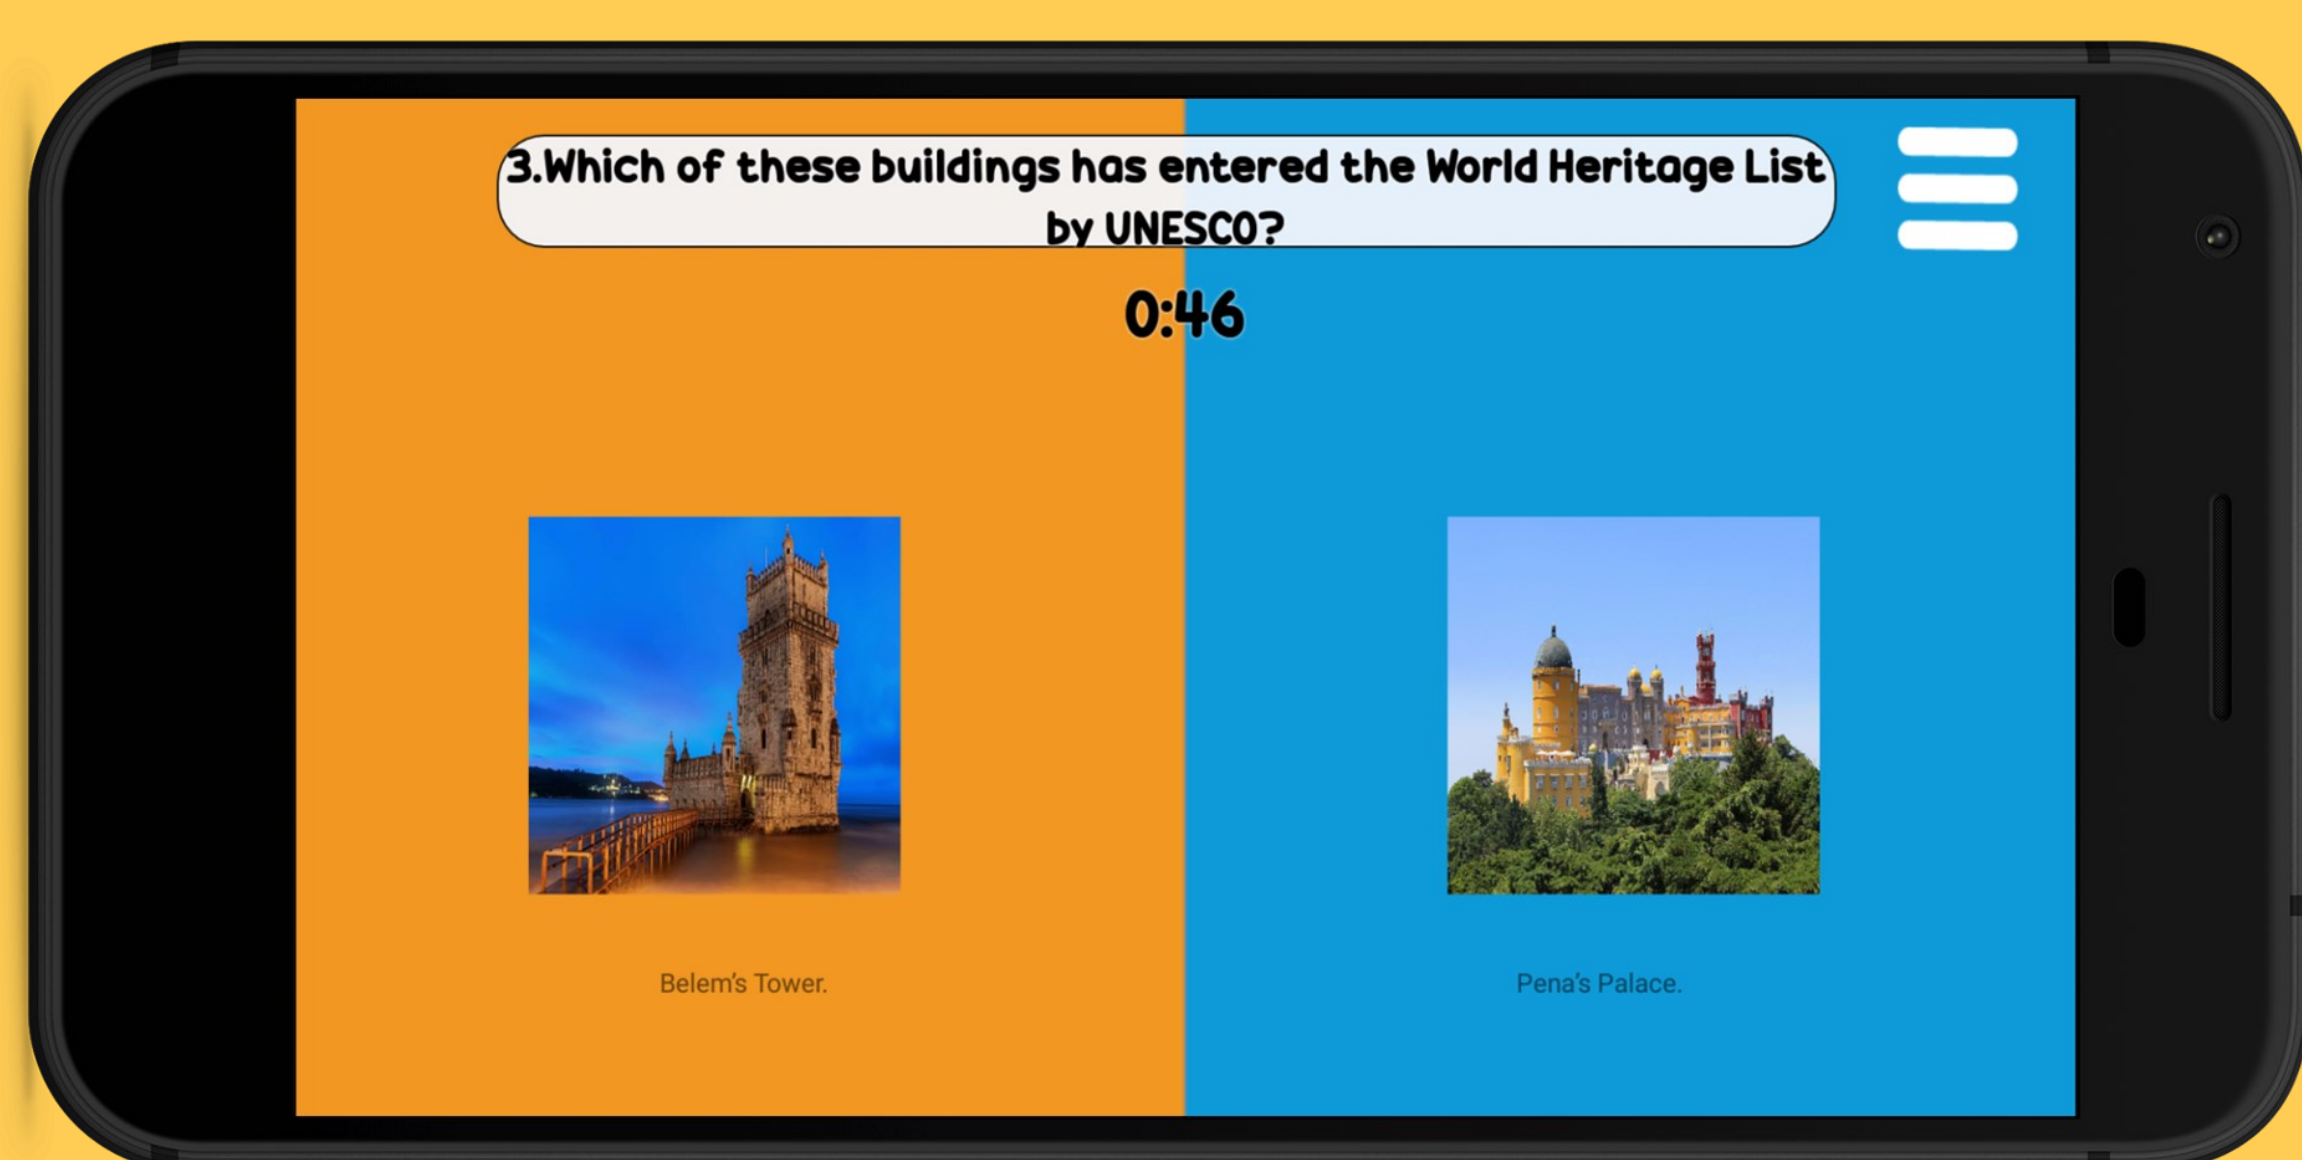 3.Which of these buildings has entered the World Heritage List
by UNESCO?
0:46
Belem's Tower.
Pena's Palace.